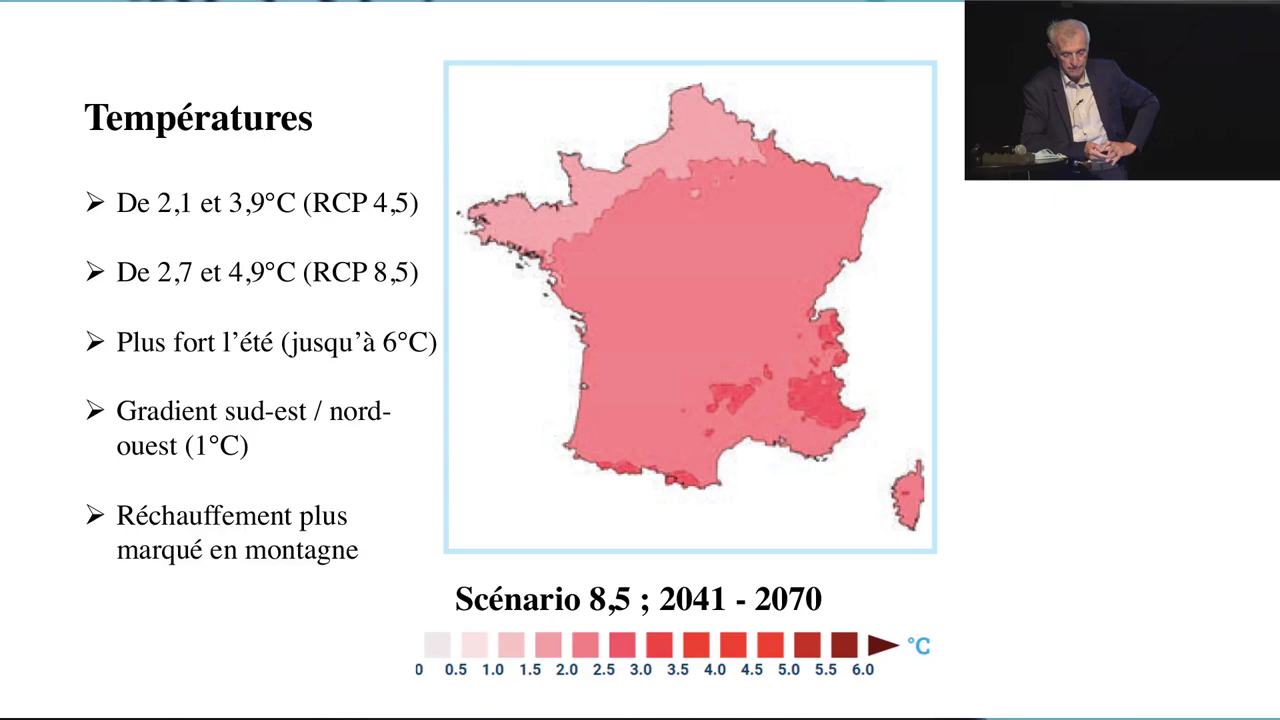 Températures
De 2,1 et 3,9°C (RCP 4,5)
De 2,7 et 4,9°C (RCP 8,5)
Plus fort l’été (jusqu’à 6°C)
Gradient sud-est / nord-
ouest (1°C)
Réchauffement plus
marqué en montagne
Scénario 8,5 ; 2041 - 2070
°C
0 0.5 1.0 1.5 2.0 2.5 3.0 3.5 4.0 4.5 5.0 5.5 6.0